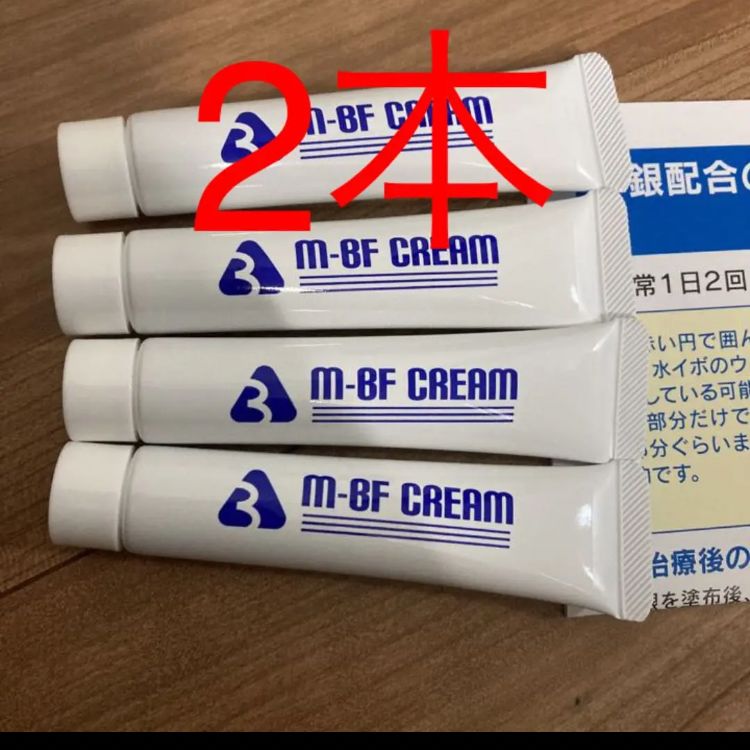 2本
M-BF CREAM
M-BF CREAM
M-BF CREAM
M-BF CREAM
銀配合の
常1日2回
赤い円で囲ん
水イボのウ
している可能
部分だけで
分ぐらいま
です。
治療後の
銀を塗布後、